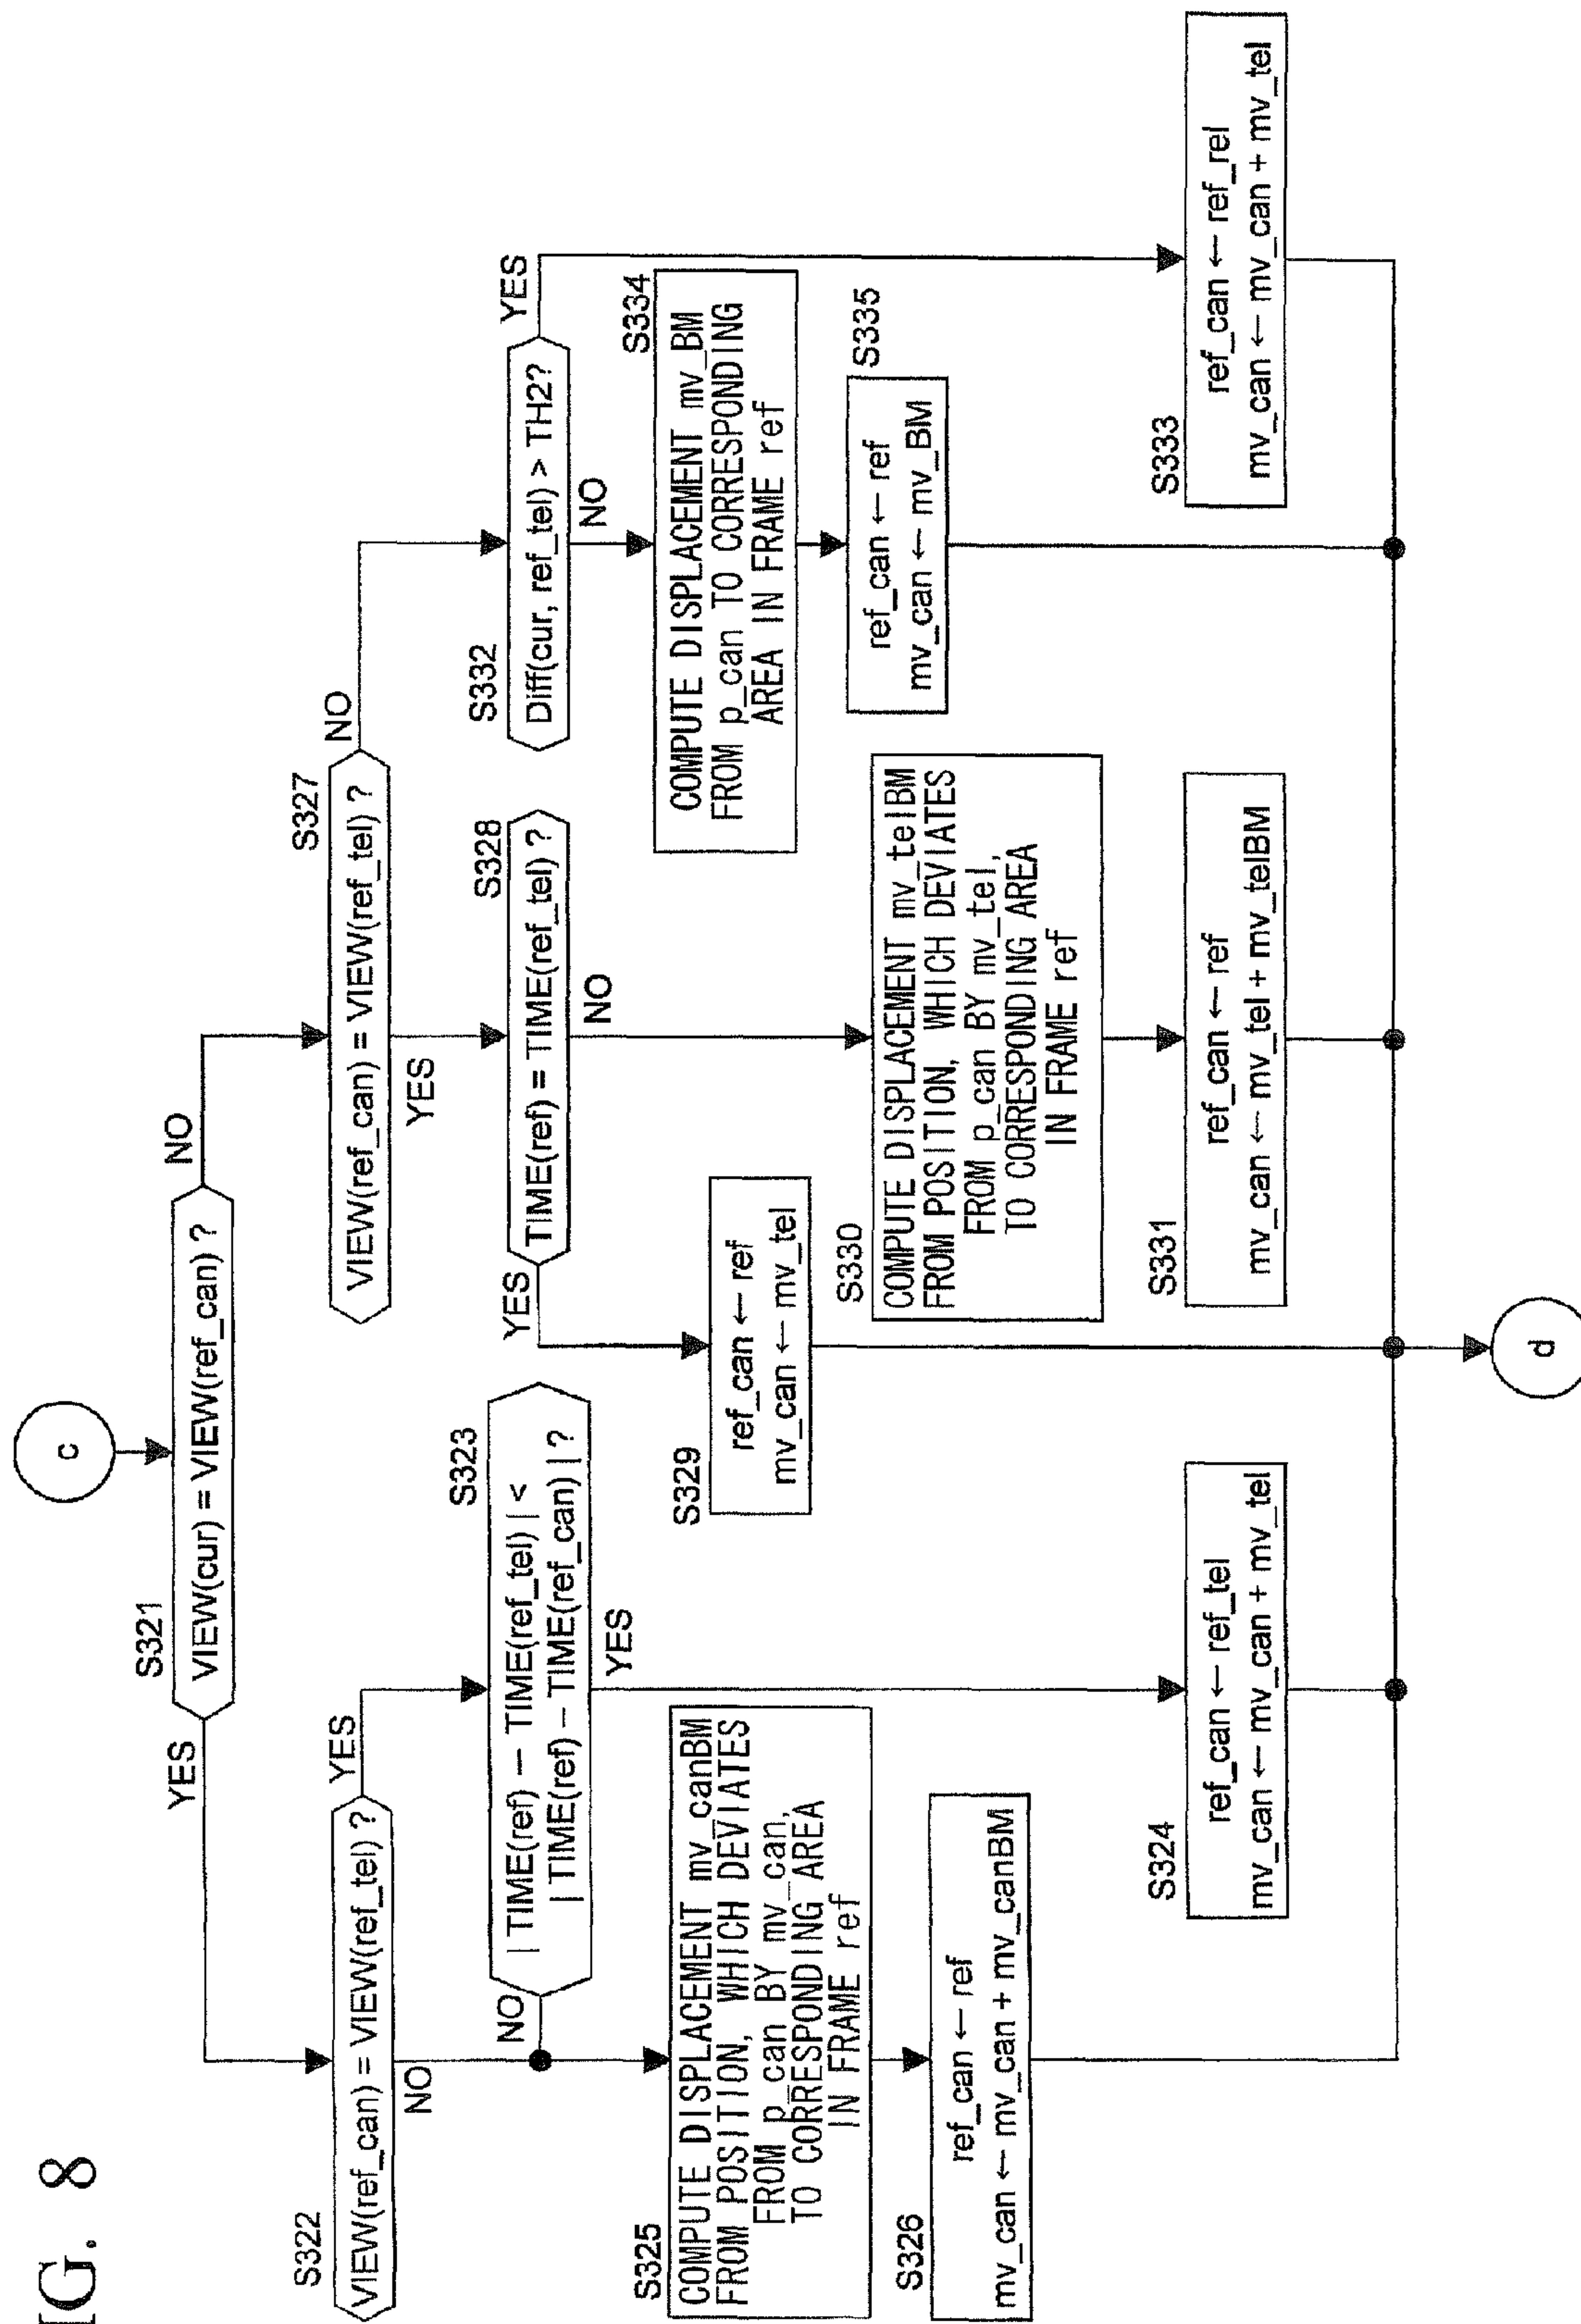 IG. 8
c
S321
VIEW(cur) = VIEW(ref_can) ?
YES
NO
S322
VIEW(ref_can) = VIEW(ref_tel) ?
YES
NO
S327
VIEW(ref_can) = VIEW(ref_tel) ?
NO
YES
S323
| TIME(ref) − TIME(ref_tel) | <
| TIME(ref) − TIME(ref_can) | ?
NO
YES
S328
TIME(ref) = TIME(ref_tel) ?
YES
NO
S332
Diff(cur, ref_tel) > TH2?
YES
NO
S325
COMPUTE DISPLACEMENT mv_canBM
FROM POSITION, WHICH DEVIATES
FROM p_can BY mv_can,
TO CORRESPONDING AREA
IN FRAME ref
S329
ref_can ← ref
mv_can ← mv_tel
S334
COMPUTE DISPLACEMENT mv_BM
FROM p_can TO CORRESPONDING
AREA IN FRAME ref
S326
ref_can ← ref
mv_can ← mv_can + mv_canBM
S330
COMPUTE DISPLACEMENT mv_telBM
FROM POSITION, WHICH DEVIATES
FROM p_can BY mv_tel,
TO CORRESPONDING AREA
IN FRAME ref
S335
ref_can ← ref
mv_can ← mv_BM
S324
ref_can ← ref_tel
mv_can ← mv_can + mv_tel
S331
ref_can ← ref
mv_can ← mv_tel + mv_telBM
S333
ref_can ← ref_rel
mv_can ← mv_can + mv_tel
d